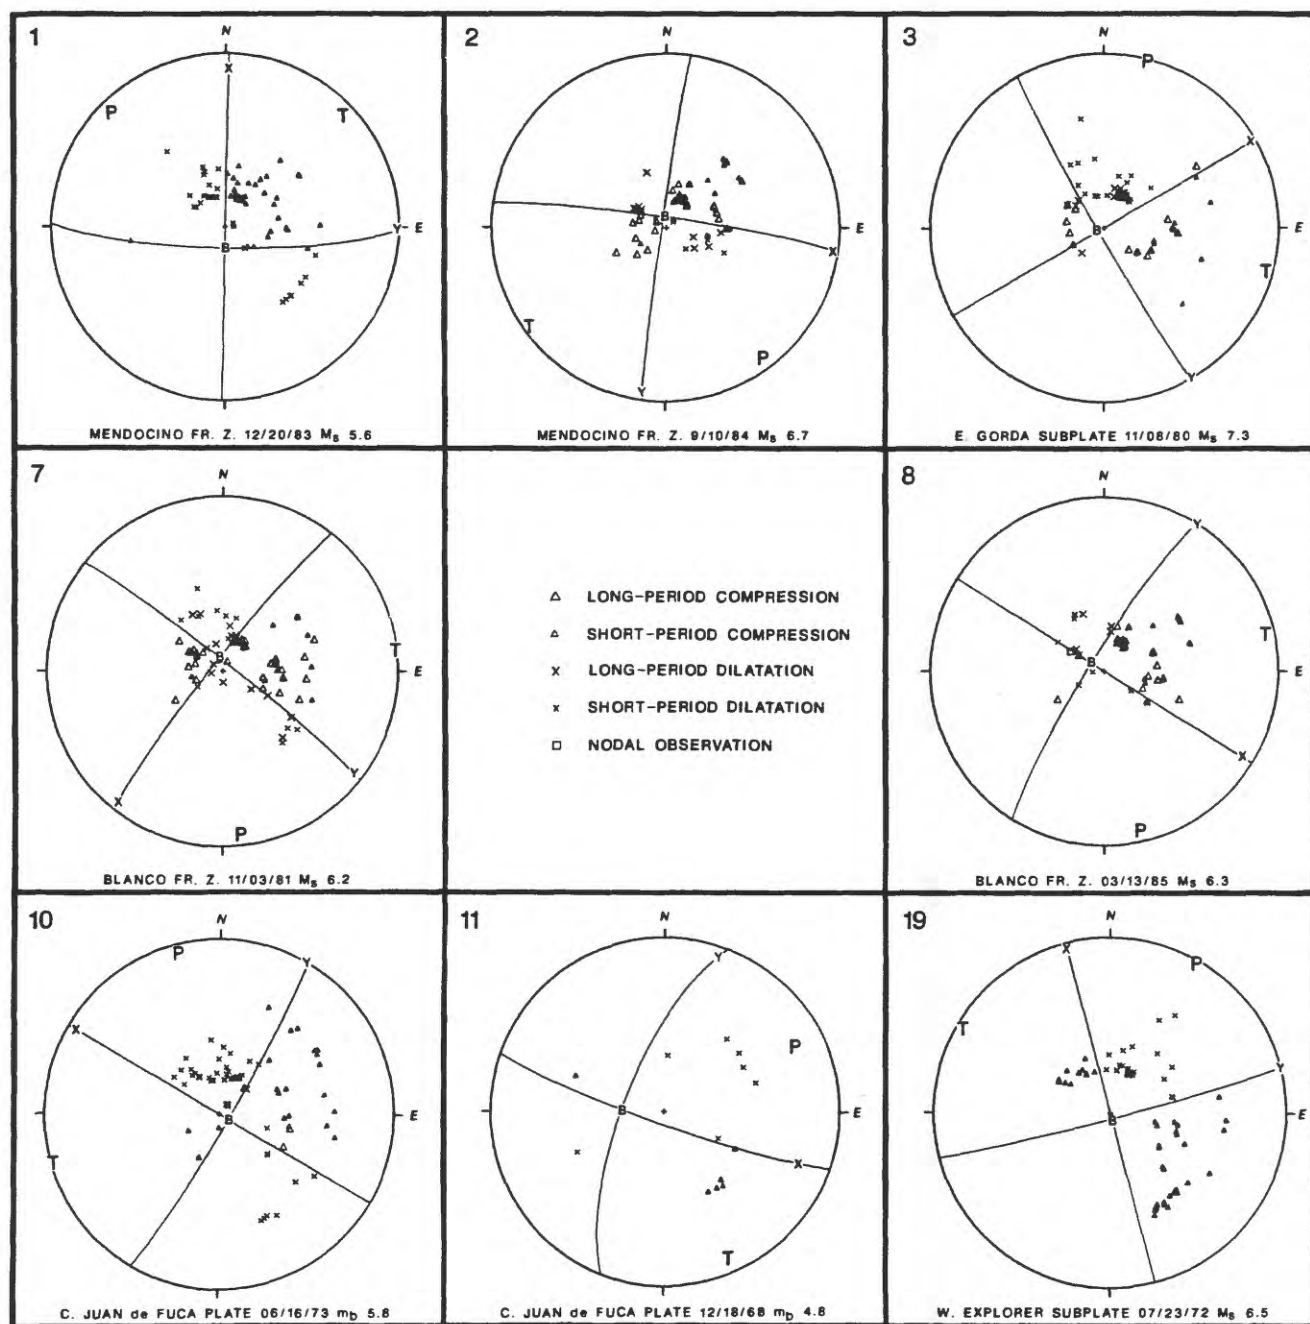 1
N
X
P
T
Y
E
B
MENDOCINO FR. Z. 12/20/83 Ms 5.6
2
N
B
E
X
T
P
Y
MENDOCINO FR. Z. 9/10/84 Ms 6.7
3
N
P
X
B
E
T
Y
E. GORDA SUBPLATE 11/08/80 Ms 7.3
7
N
T
B
E
Y
X
P
BLANCO FR. Z. 11/03/81 Ms 6.2
LONG-PERIOD COMPRESSION
SHORT-PERIOD COMPRESSION
LONG-PERIOD DILATATION
SHORT-PERIOD DILATATION
NODAL OBSERVATION
8
N
Y
T
B
E
X
P
BLANCO FR. Z. 03/13/85 Ms 6.3
10
N
P
Y
X
B
E
T
C. JUAN de FUCA PLATE 06/16/73 mb 5.8
11
N
Y
P
B
E
X
T
C. JUAN de FUCA PLATE 12/18/68 mb 4.8
19
N
X
P
T
Y
B
E
W. EXPLORER SUBPLATE 07/23/72 Ms 6.5